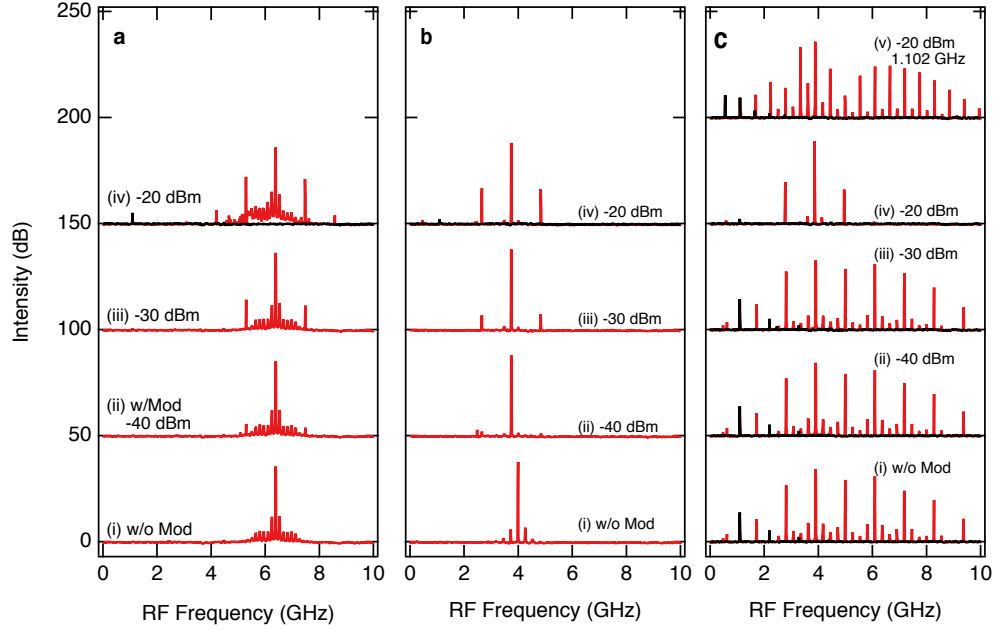 a
b
c
250
200
150
100
50
0
Intensity (dB)
(iv) -20 dBm
(iii) -30 dBm
(ii) w/Mod
-40 dBm
(i) w/o Mod
0
2
4
6
8
10
RF Frequency (GHz)
(iv) -20 dBm
(iii) -30 dBm
(ii) -40 dBm
(i) w/o Mod
0
2
4
6
8
10
RF Frequency (GHz)
(v) -20 dBm
1.102 GHz
(iv) -20 dBm
(iii) -30 dBm
(ii) -40 dBm
(i) w/o Mod
0
2
4
6
8
10
RF Frequency (GHz)